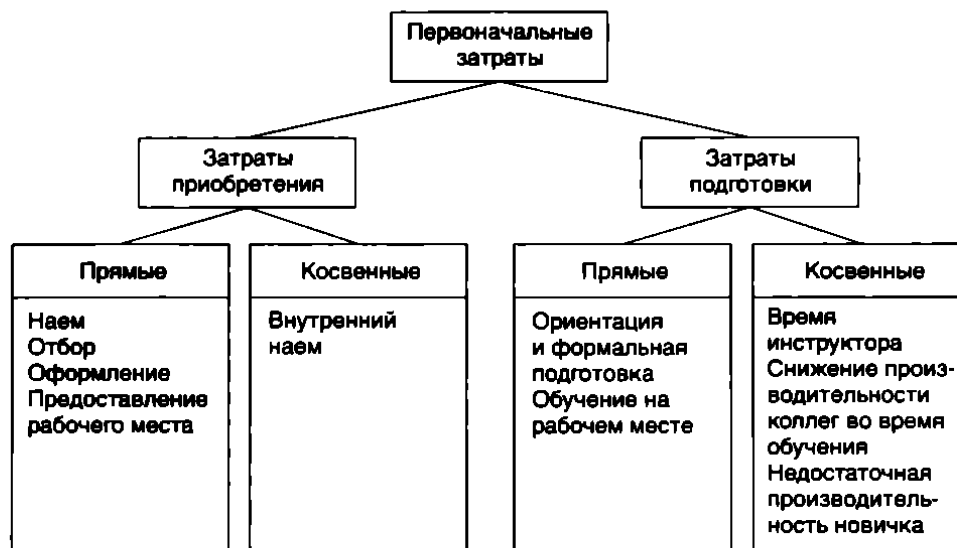 Первоначальные
затраты
Затраты
приобретения
Затраты
подготовки
Прямые
Наем
Отбор
Оформление
Предоставление
рабочего места
Косвенные
Внутренний
наем
Прямые
Ориентация
и формальная
подготовка
Обучение на
рабочем месте
Косвенные
Время
инструктора
Снижение произ-
водительности
коллег во время
обучения
Недостаточная
производитель-
ность новичка